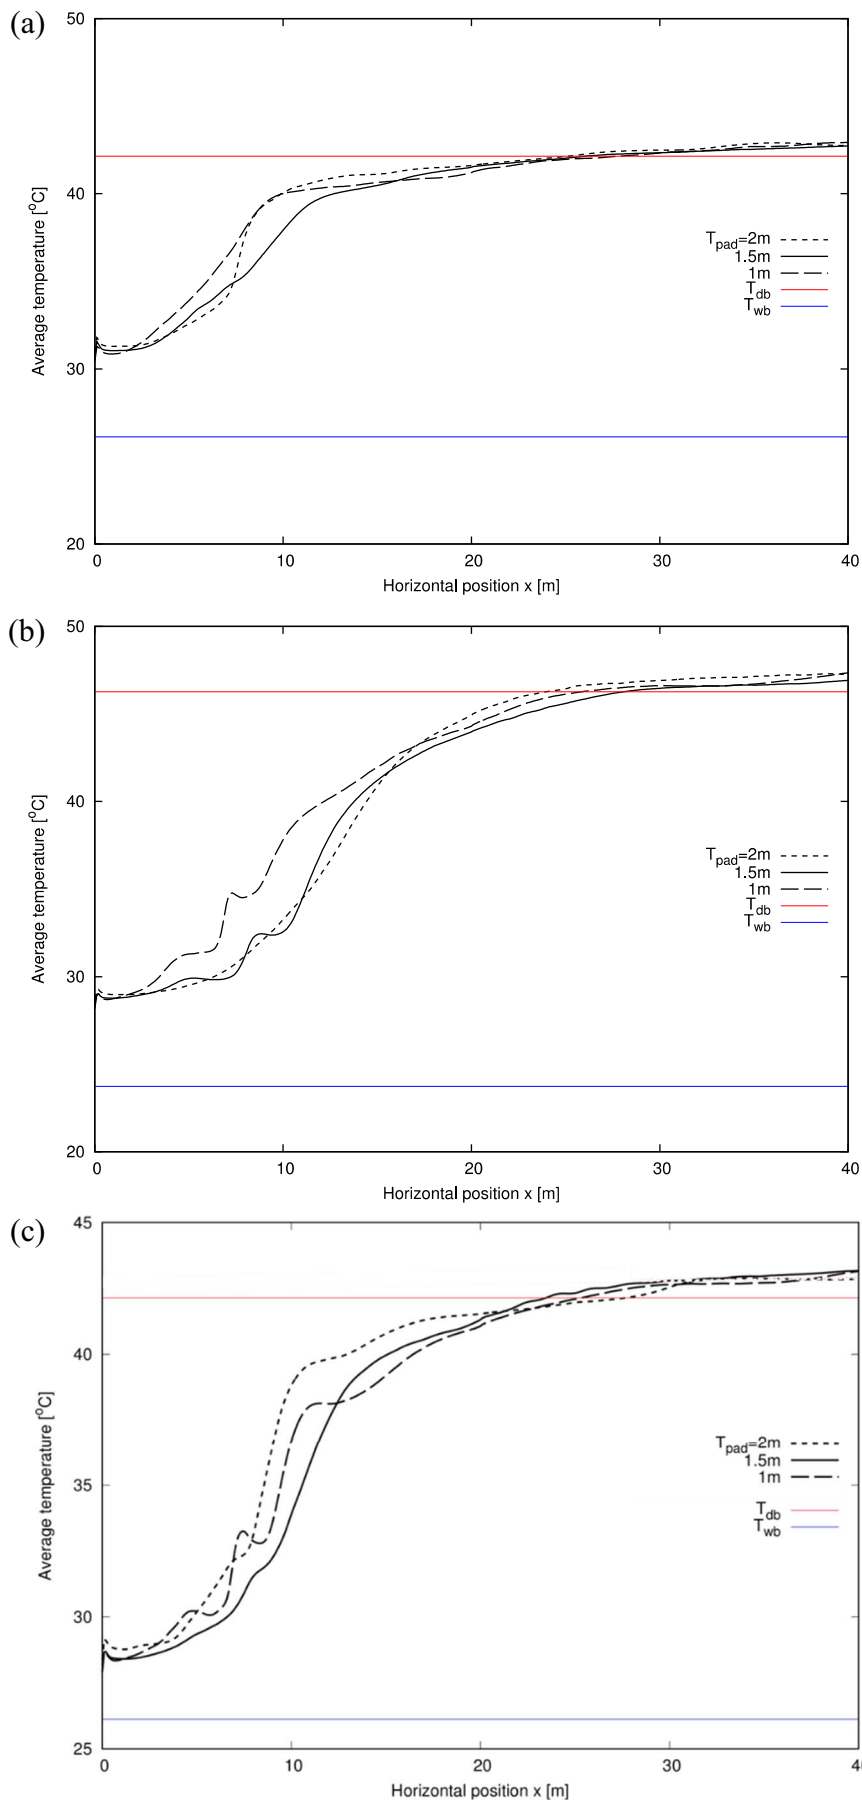 (a)
50
40
30
20
Average temperature [°C]
T_pad=2m
1.5m
1m
T_db
T_wb
0 10 20 30 40
Horizontal position x [m]
(b)
50
40
30
20
Average temperature [°C]
T_pad=2m
1.5m
1m
T_db
T_wb
0 10 20 30 40
Horizontal position x [m]
(c)
45
40
35
30
25
Average temperature [°C]
T_pad=2m
1.5m
1m
T_db
T_wb
0 10 20 30 40
Horizontal position x [m]